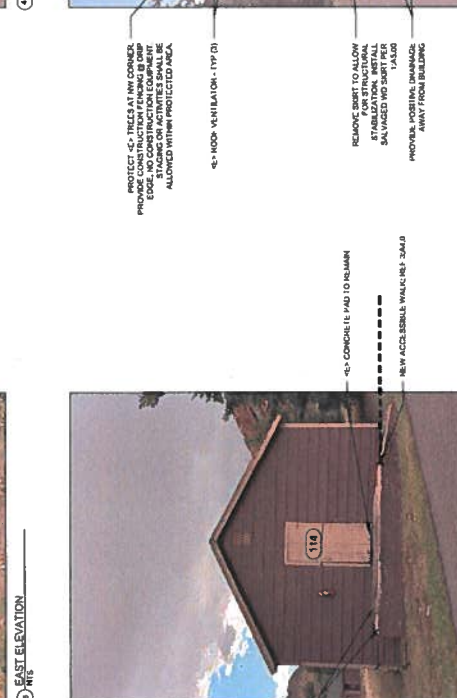 EAST ELEVATION
NTS
PROTECT <E> TREES AT NW CORNER.
PROVIDE CONSTRUCTION FENCING @ DRIP
EDGE. NO CONSTRUCTION EQUIPMENT
STAGING OR ACTIVITIES SHALL BE
ALLOWED WITHIN PROTECTED AREA.
<E> ROOF VENTILATOR - TYP (3)
REMOVE SKIRT TO ALLOW
FOR STRUCTURAL
STABILIZATION. INSTALL
SALVAGED WD SKIRT PER
1:A5.00
PROVIDE POSITIVE DRAINAGE
AWAY FROM BUILDING
<E> CONCRETE PAD TO REMAIN
NEW ACCESSIBLE WALK; REF 3:A4.0
114